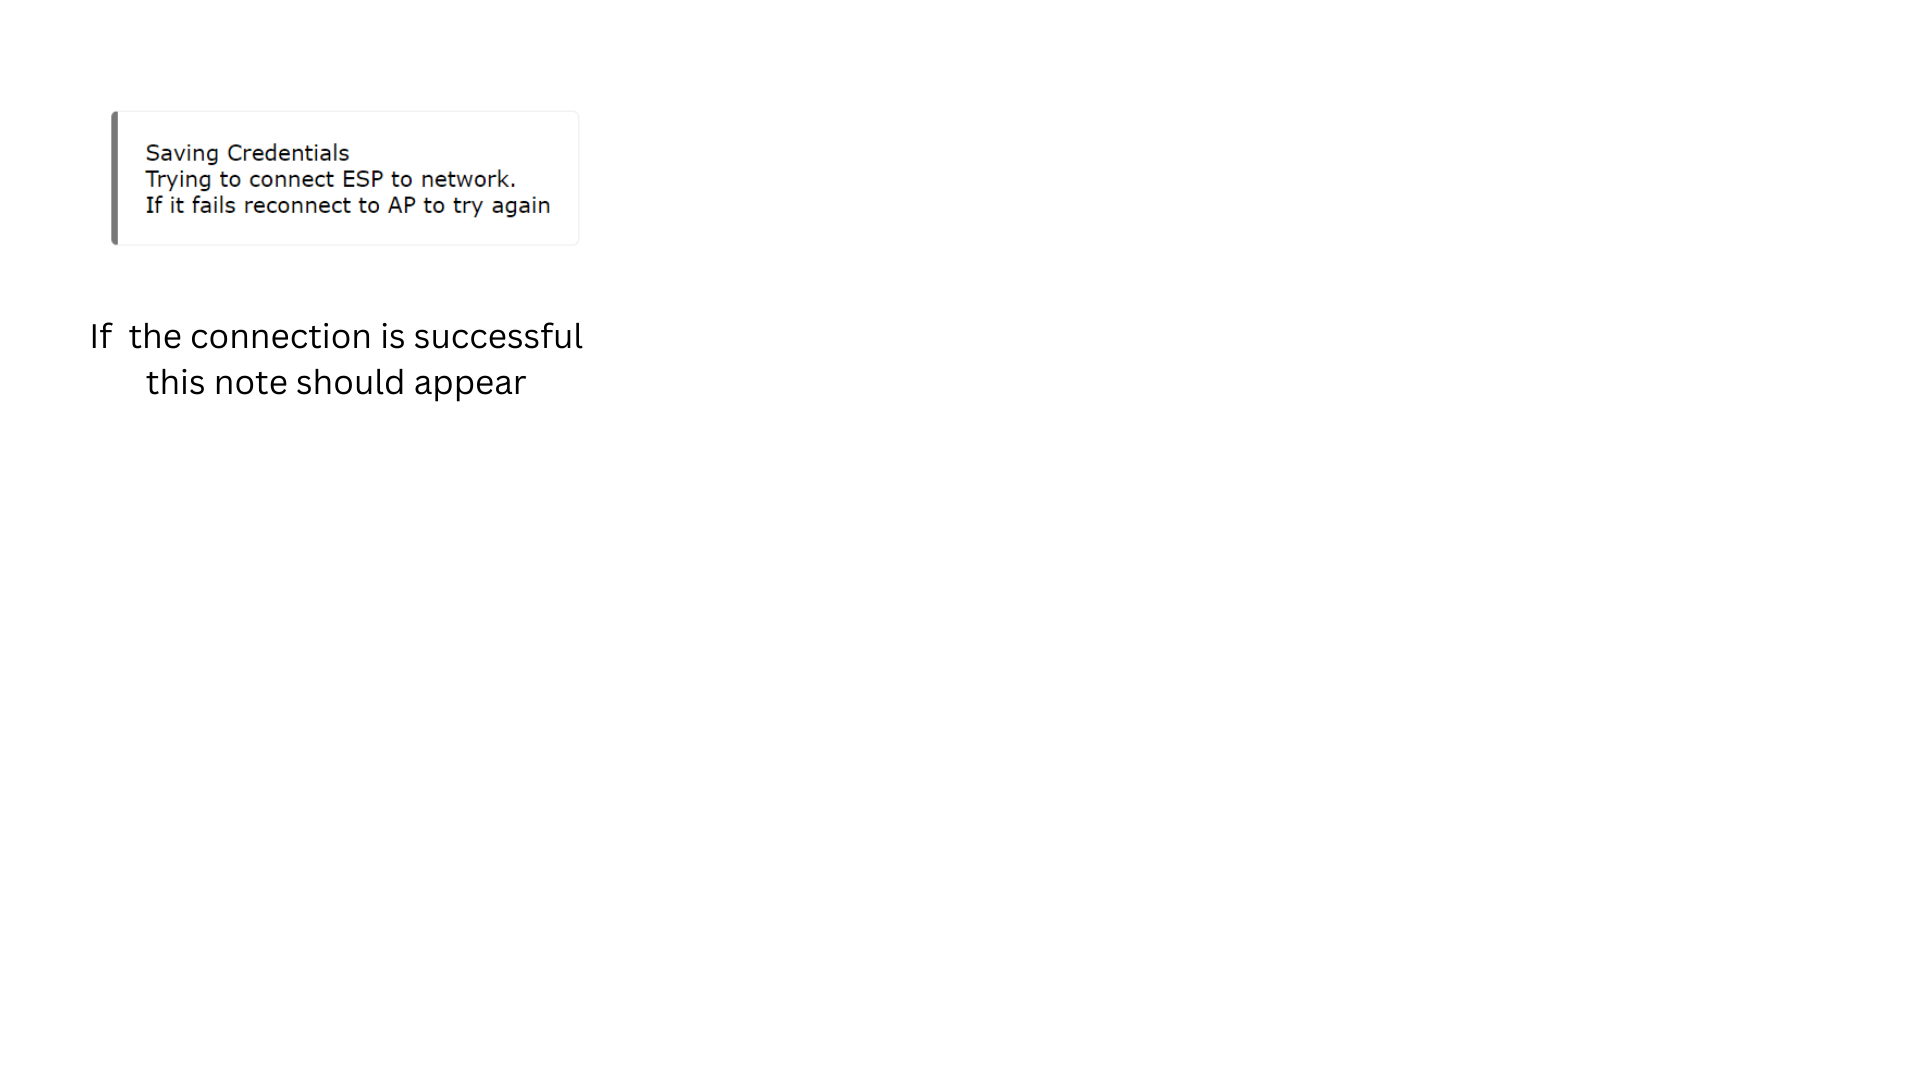 Saving Credentials
Trying to connect ESP to network.
If it fails reconnect to AP to try again
If  the connection is successful
this note should appear